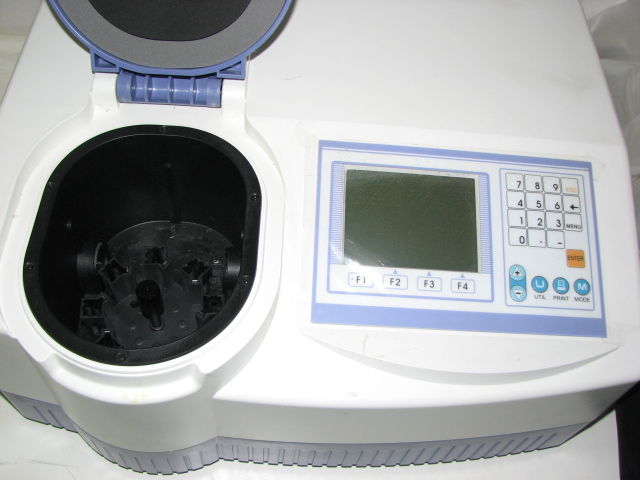 7 8 9 ESC
4 5 6 ←
1 2 3 MENU
0 . -
ENTER
+
-
U M
UTIL PRINT MODE
F1 F2 F3 F4